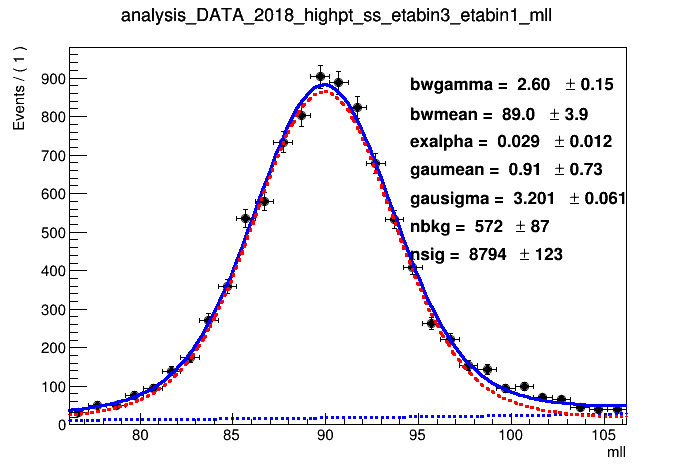 analysis_DATA_2018_highpt_ss_etabin3_etabin1_mll
Events / ( 1 )
900
800
700
600
500
400
300
200
100
0
bwgamma = 2.60 ± 0.15
bwmean = 89.0 ± 3.9
exalpha = 0.029 ± 0.012
gaumean = 0.91 ± 0.73
gausigma = 3.201 ± 0.061
nbkg = 572 ± 87
nsig = 8794 ± 123
80 85 90 95 100 105
mll